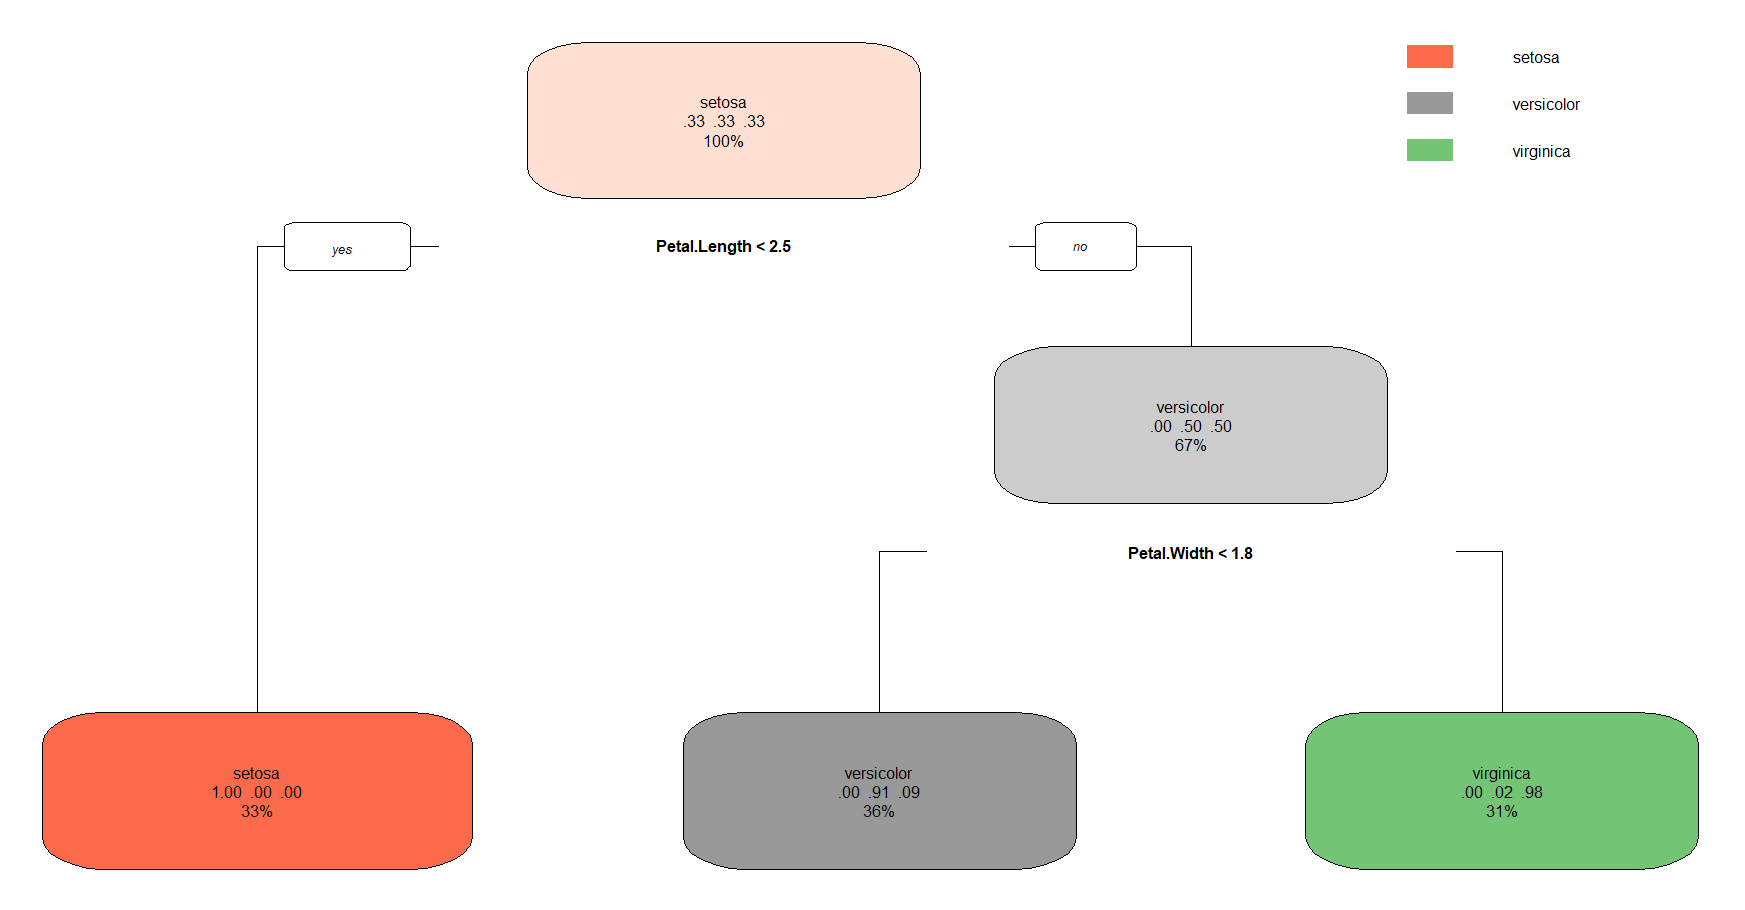 setosa
.33 .33 .33
100%
setosa
versicolor
virginica
yes
Petal.Length < 2.5
no
versicolor
.00 .50 .50
67%
Petal.Width < 1.8
setosa
1.00 .00 .00
33%
versicolor
.00 .91 .09
36%
virginica
.00 .02 .98
31%